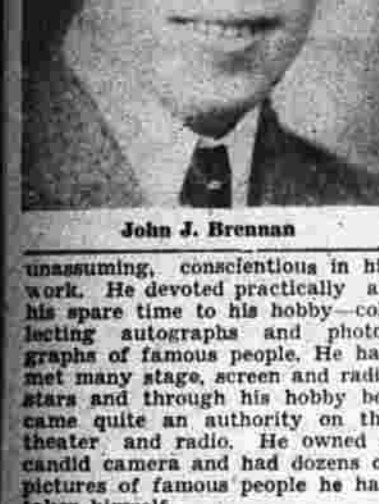 John J. Brennan
unassuming, conscientious in hi
work. He devoted practically a
his spare time to his hobby—col
lecting autographs and photo
graphs of famous people. He ha
met many stage, screen and radi
stars and through his hobby be
came quite an authority on th
theater and radio. He owned
candid camera and had dozens o
pictures of famous people he ha
taken himself